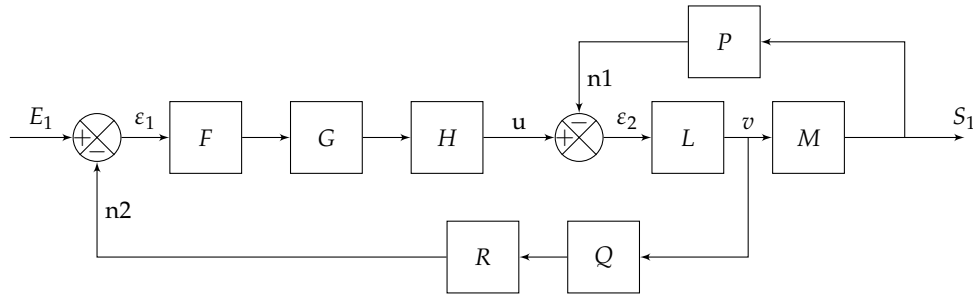 P
n1
E₁
+
−
ε₁
F
G
H
u
−
+
ε₂
L
v
M
S₁
n2
R
Q